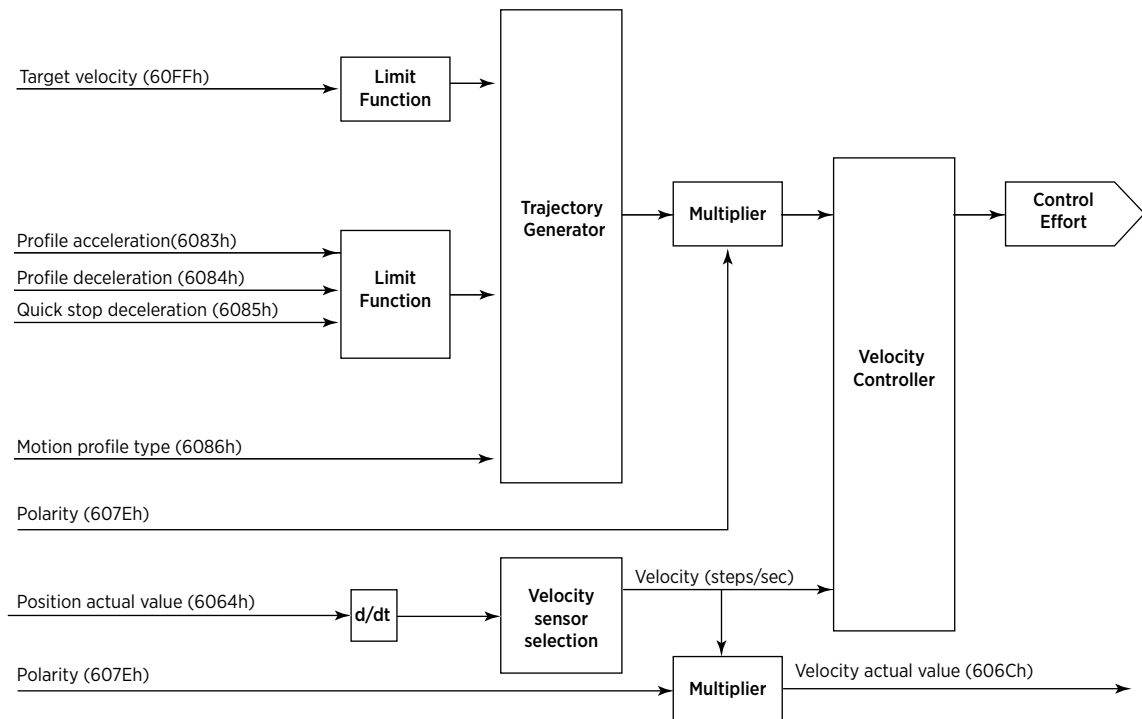 Target velocity (60FFh)
Limit
Function
Profile acceleration(6083h)
Profile deceleration (6084h)
Quick stop deceleration (6085h)
Limit
Function
Motion profile type (6086h)
Polarity (607Eh)
Trajectory
Generator
Multiplier
Velocity
Controller
Control
Effort
Position actual value (6064h)
d/dt
Velocity
sensor
selection
Velocity (steps/sec)
Polarity (607Eh)
Multiplier
Velocity actual value (606Ch)